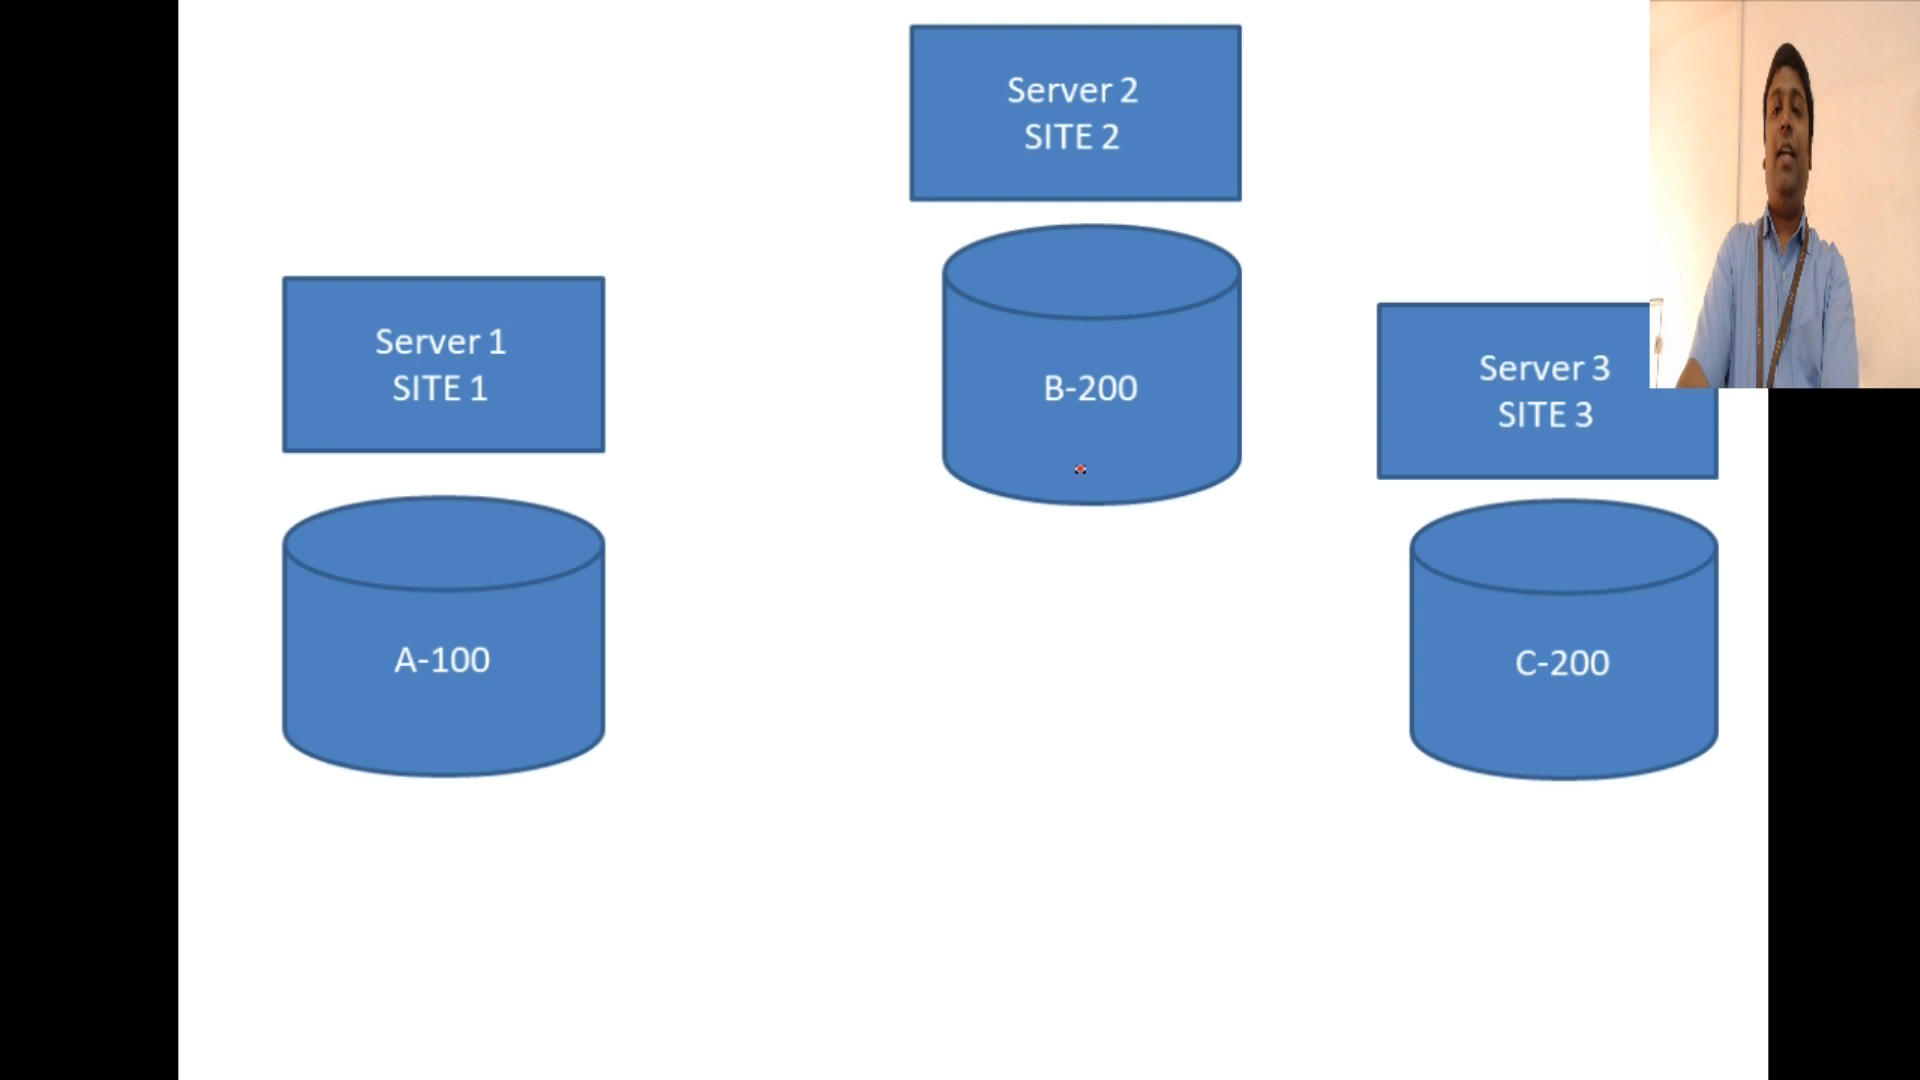 Server 2
SITE 2
B-200
Server 1
SITE 1
A-100
Server 3
SITE 3
C-200